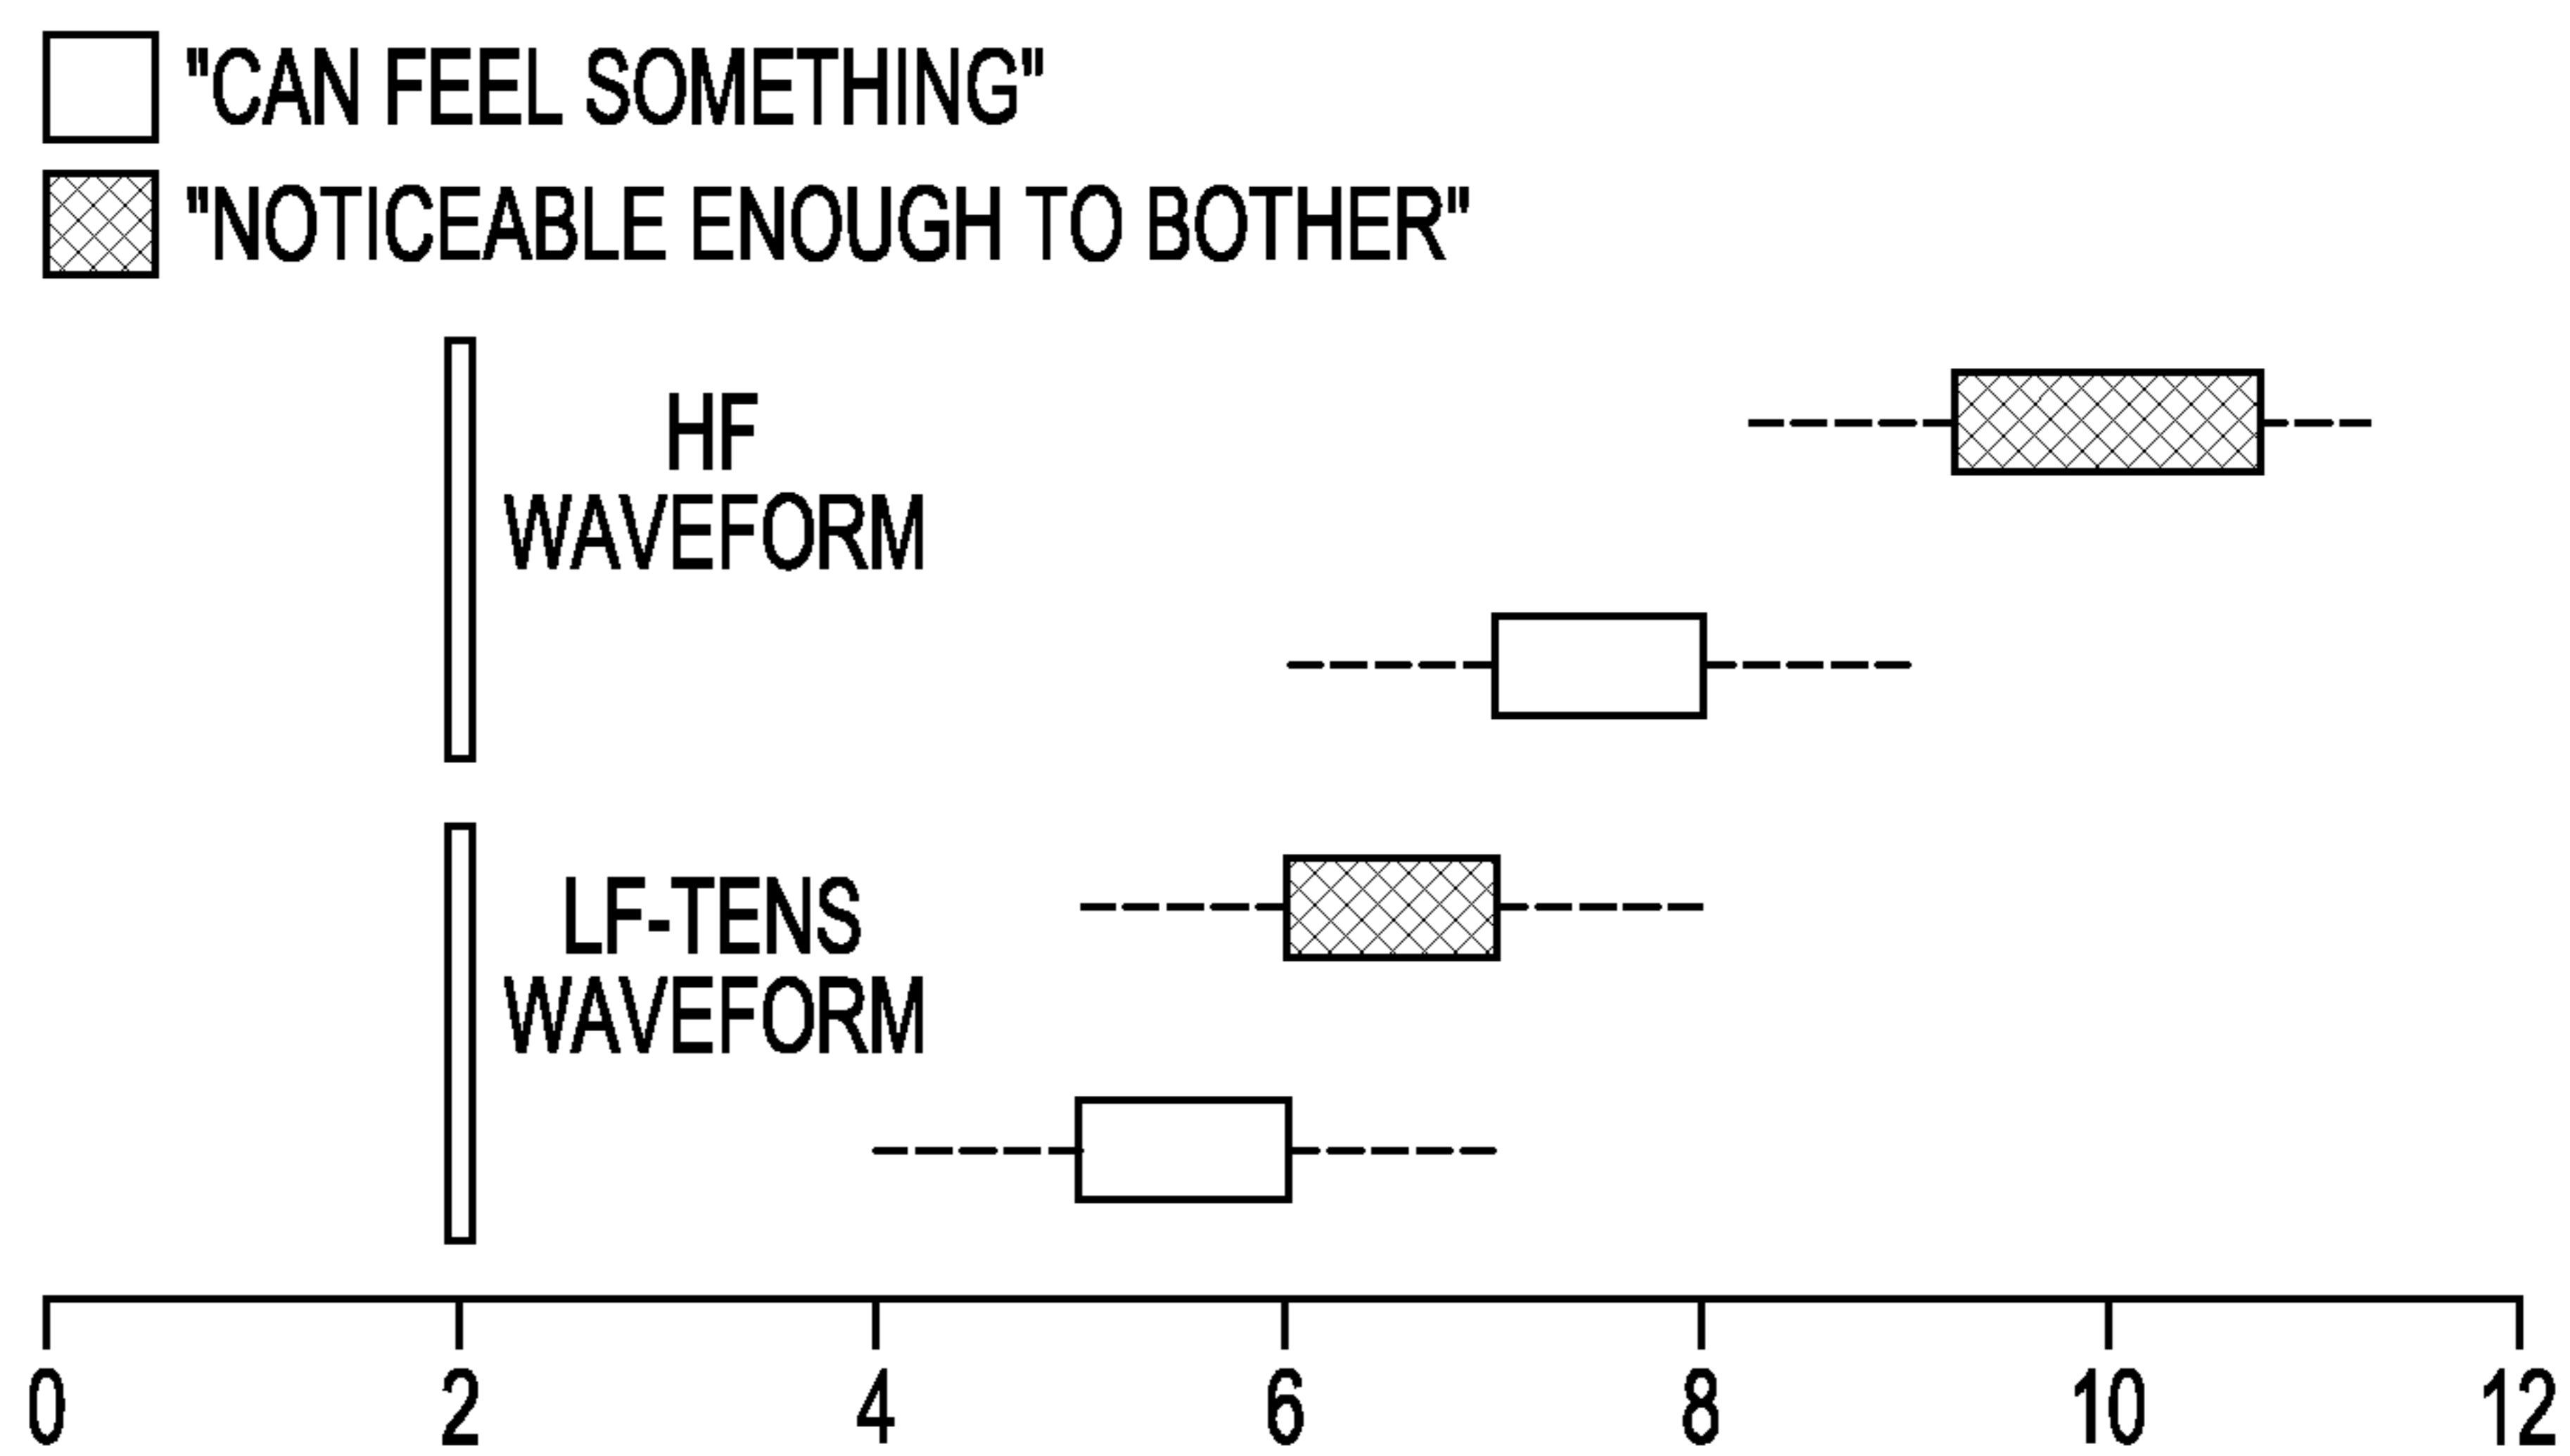 "CAN FEEL SOMETHING"
"NOTICEABLE ENOUGH TO BOTHER"
HF
WAVEFORM
LF-TENS
WAVEFORM
0 2 4 6 8 10 12